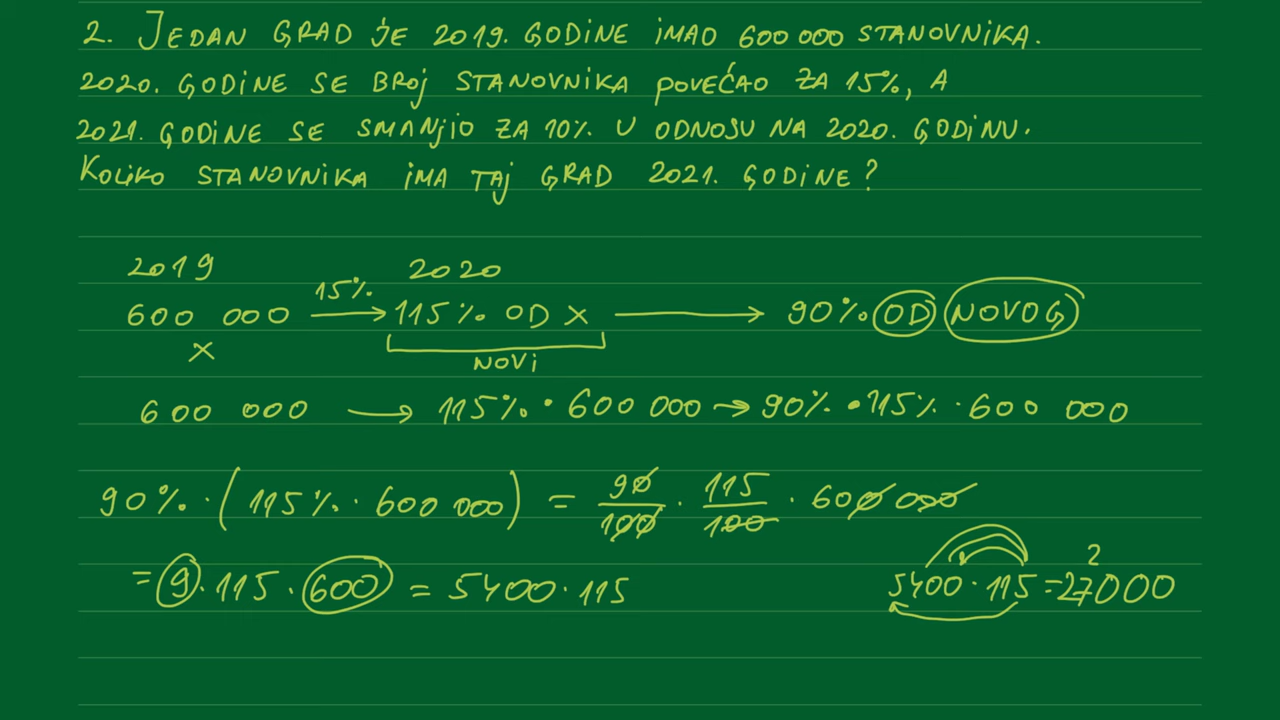 2. JEDAN GRAD JE 2019. GODINE IMAO 600 000 STANOVNIKA.
2020. GODINE SE BROJ STANOVNIKA POVEĆAO ZA 15%, A
2021. GODINE SE SMANJIO ZA 10% U ODNOSU NA 2020. GODINU.
KOLIKO STANOVNIKA IMA TAJ GRAD 2021. GODINE?
2019 2020
600 000 15% → 115% OD X → 90% OD NOVOG
X NOVI
600 000 → 115% · 600 000 → 90% · 115% · 600 000
90% · (115% · 600 000) = 90/100 · 115/100 · 600 000
= 9 · 115 · 600 = 5400 · 115
2
5400 · 115 = 27000